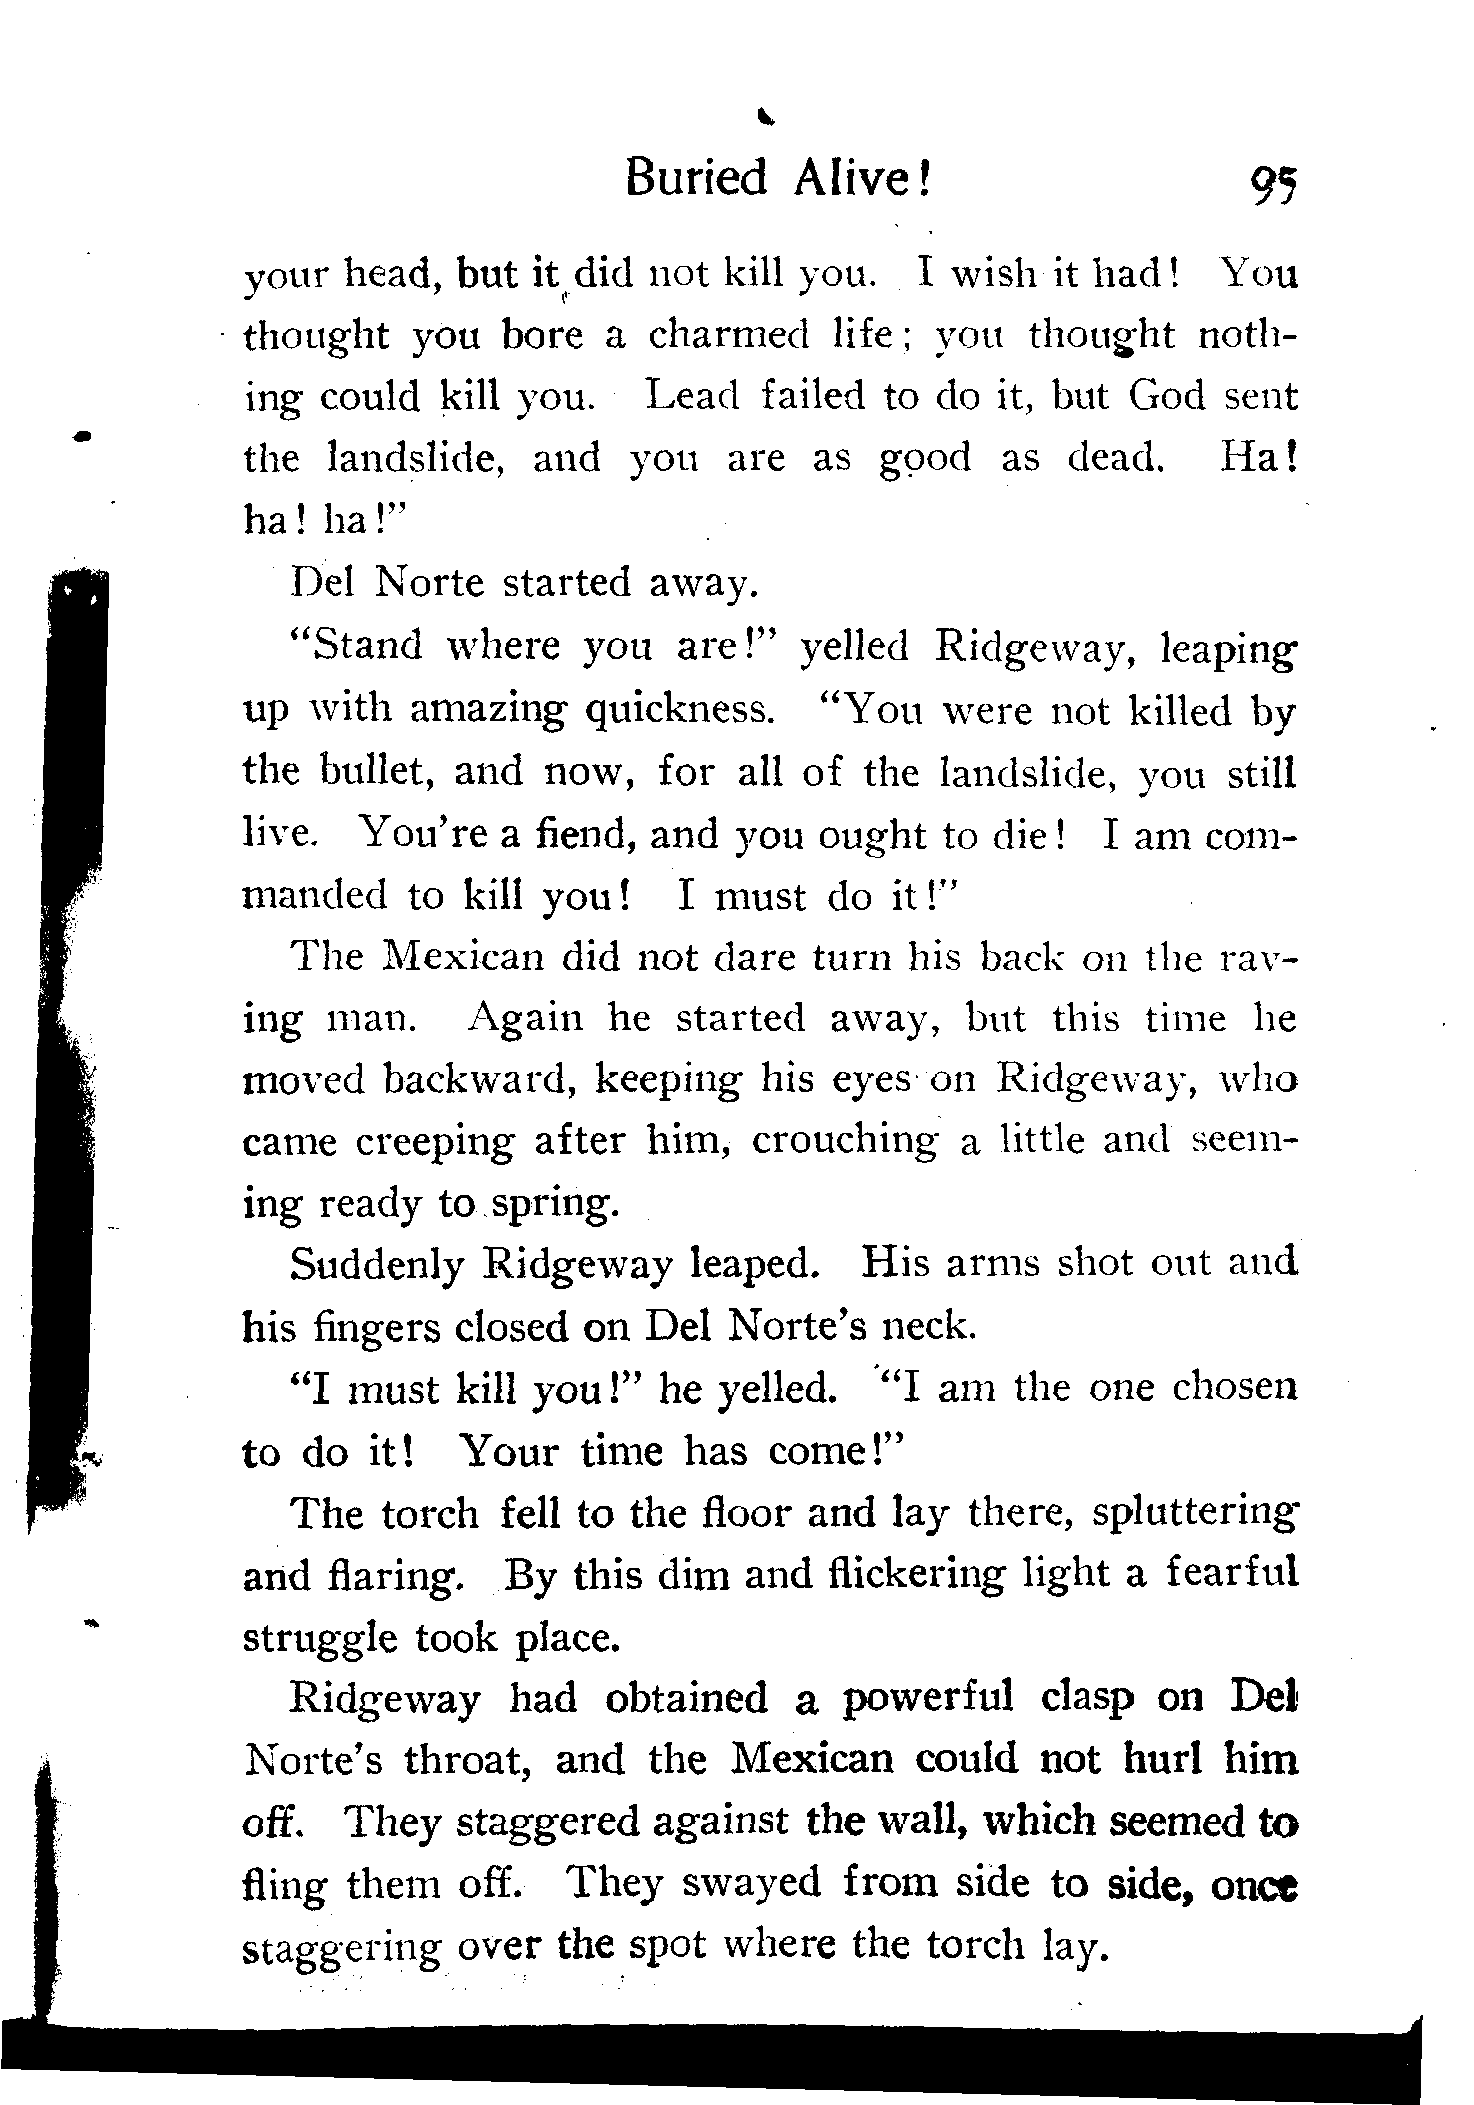 Buried Alive! 95
your head, but it did not kill you. I wish it had! You
thought you bore a charmed life; you thought noth-
ing could kill you. Lead failed to do it, but God sent
the landslide, and you are as good as dead. Ha!
ha! ha!"
Del Norte started away.
"Stand where you are!" yelled Ridgeway, leaping
up with amazing quickness. "You were not killed by
the bullet, and now, for all of the landslide, you still
live. You're a fiend, and you ought to die! I am com-
manded to kill you! I must do it!"
The Mexican did not dare turn his back on the rav-
ing man. Again he started away, but this time he
moved backward, keeping his eyes on Ridgeway, who
came creeping after him, crouching a little and seem-
ing ready to spring.
Suddenly Ridgeway leaped. His arms shot out and
his fingers closed on Del Norte's neck.
"I must kill you!" he yelled. "I am the one chosen
to do it! Your time has come!"
The torch fell to the floor and lay there, spluttering
and flaring. By this dim and flickering light a fearful
struggle took place.
Ridgeway had obtained a powerful clasp on Del
Norte's throat, and the Mexican could not hurl him
off. They staggered against the wall, which seemed to
fling them off. They swayed from side to side, once
staggering over the spot where the torch lay.